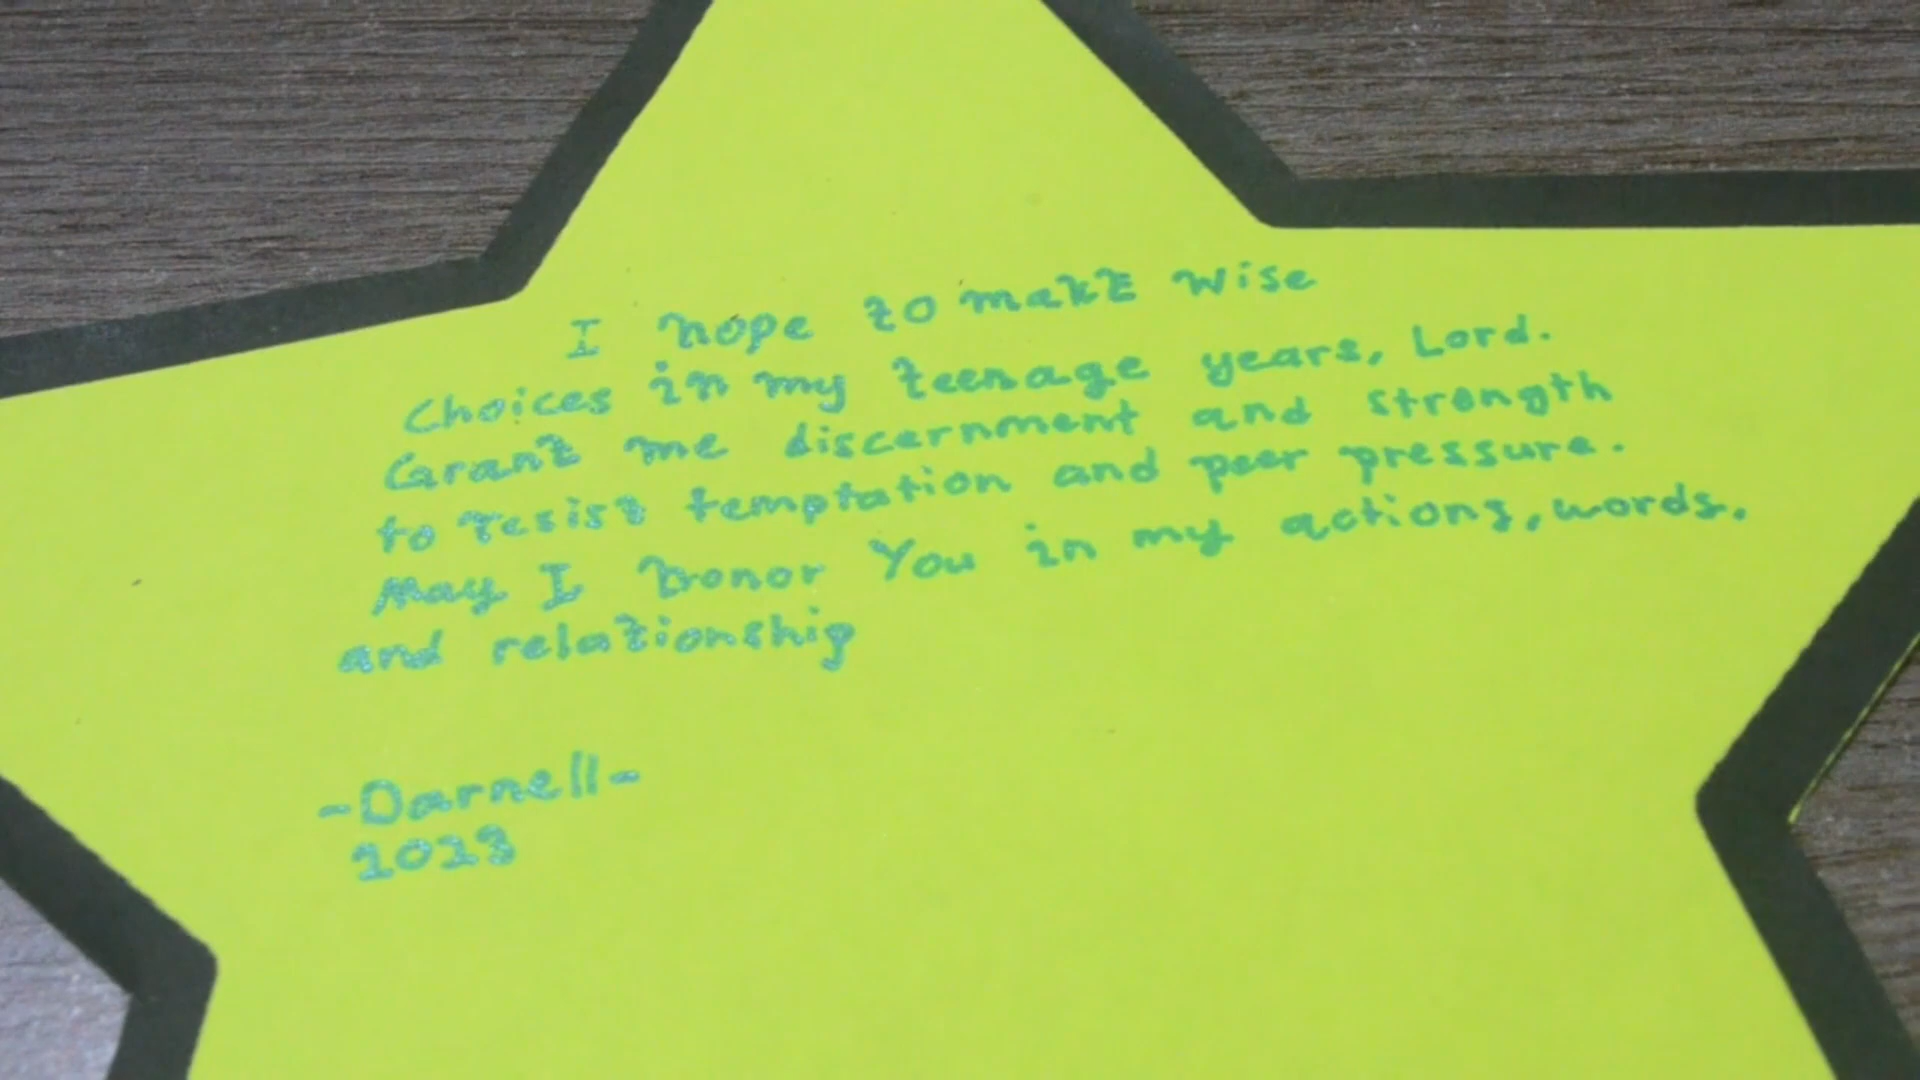 I hope to make wise
Choices in my teenage years, Lord.
Grant me discernment and strength
to resist temptation and peer pressure.
May I honor You in my actions, words.
and relationship
-Darnell-
2023